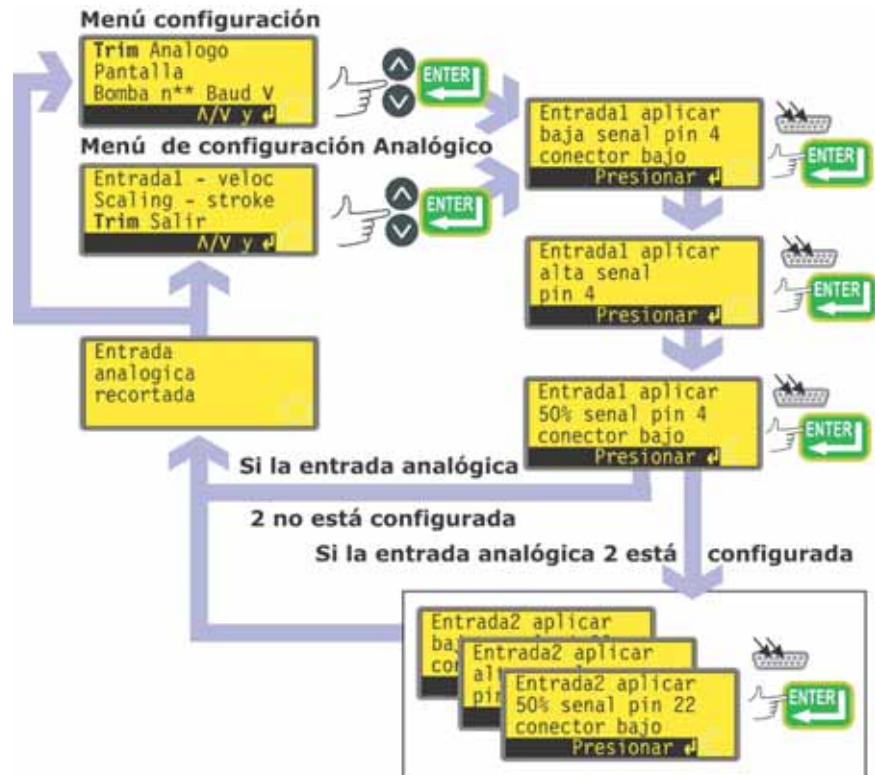 Menú configuración
Trim Analogo
Pantalla
Bomba n** Baud V
Λ/V y ↲
ENTER
Menú de configuración Analógico
Entrada1 - veloc
Scaling - stroke
Trim Salir
Λ/V y ↲
ENTER
Entrada1 aplicar
baja senal pin 4
conector bajo
Presionar ↲
ENTER
Entrada1 aplicar
alta senal
pin 4
Presionar ↲
ENTER
Entrada1 aplicar
50% senal pin 4
conector bajo
Presionar ↲
ENTER
Entrada
analogica
recortada
Si la entrada analógica
2 no está configurada
Si la entrada analógica 2 está configurada
Entrada2 aplicar
Entrada2 aplicar
pin
Entrada2 aplicar
50% senal pin 22
conector bajo
Presionar ↲
ENTER